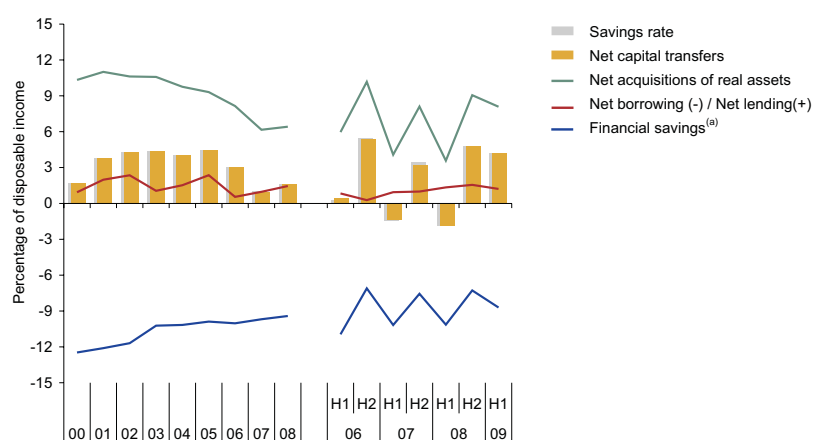 Percentage of disposable income
15
12
9
6
3
0
-3
-6
-9
-12
-15
Savings rate
Net capital transfers
Net acquisitions of real assets
Net borrowing (-) / Net lending(+)
Financial savings(a)
H1 H2 H1 H2 H1 H2 H1
00 01 02 03 04 05 06 07 08 06 07 08 09